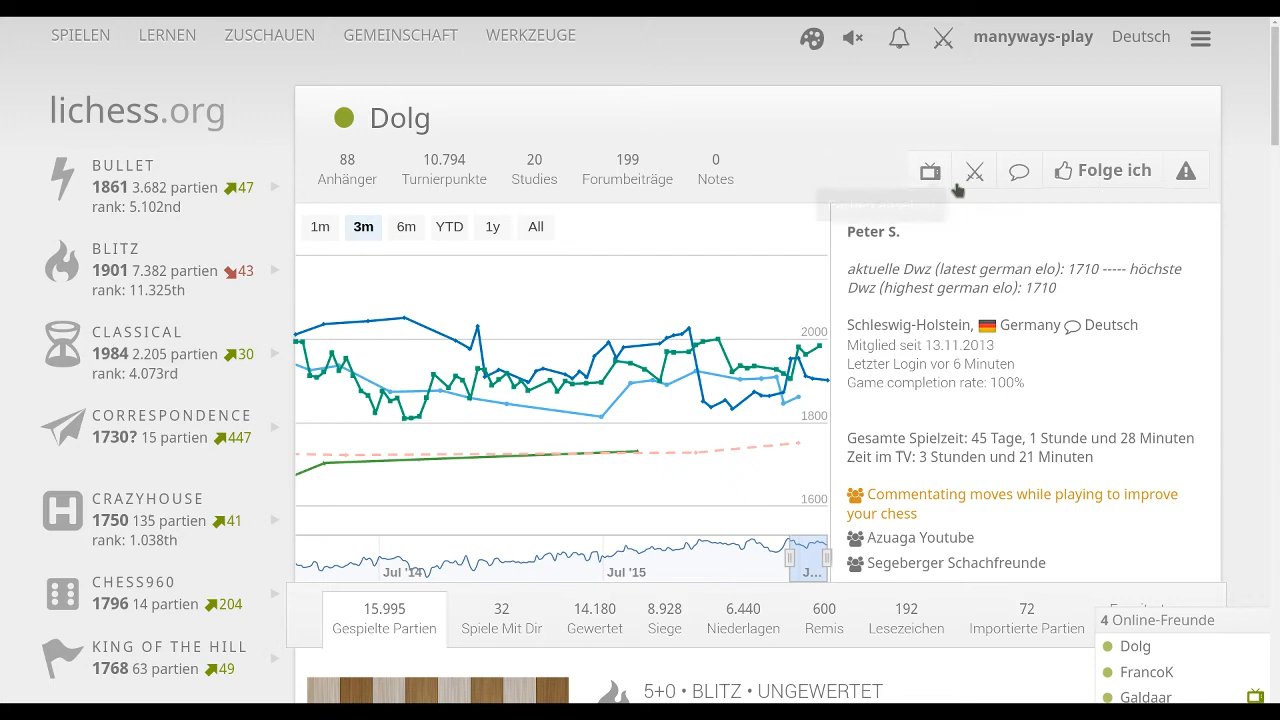 SPIELEN LERNEN ZUSCHAUEN GEMEINSCHAFT WERKZEUGE
manyways-play Deutsch
lichess.org
BULLET
1861 3.682 partien 47
rank: 5.102nd
BLITZ
1901 7.382 partien 43
rank: 11.325th
CLASSICAL
1984 2.205 partien 30
rank: 4.073rd
CORRESPONDENCE
1730? 15 partien 447
CRAZYHOUSE
1750 135 partien 41
rank: 1.038th
CHESS960
1796 14 partien 204
KING OF THE HILL
1768 63 partien 49
Dolg
88 10.794 20 199 0
Anhänger Turnierpunkte Studies Forumbeiträge Notes
Folge ich
1m 3m 6m YTD 1y All
2000
1800
1600
Jul '14 Jul '15 J...
Peter S.
aktuelle Dwz (latest german elo): 1710 ----- höchste
Dwz (highest german elo): 1710
Schleswig-Holstein, Germany Deutsch
Mitglied seit 13.11.2013
Letzter Login vor 6 Minuten
Game completion rate: 100%
Gesamte Spielzeit: 45 Tage, 1 Stunde und 28 Minuten
Zeit im TV: 3 Stunden und 21 Minuten
Commentating moves while playing to improve
your chess
Azuaga Youtube
Segeberger Schachfreunde
15.995 32 14.180 8.928 6.440 600 192 72
Gespielte Partien Spiele Mit Dir Gewertet Siege Niederlagen Remis Lesezeichen Importierte Partien
5+0 • BLITZ • UNGEWERTET
4 Online-Freunde
Dolg
FrancoK
Galdaar